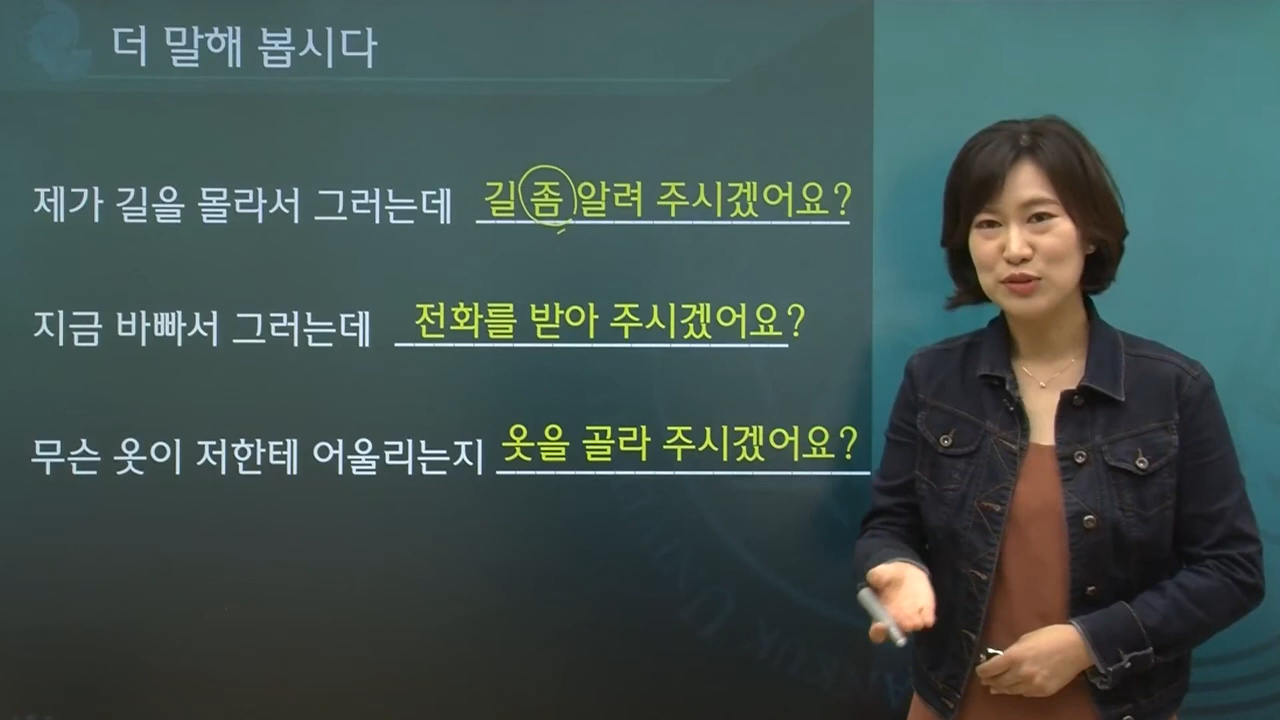 더 말해 봅시다
제가 길을 몰라서 그러는데 길 좀 알려 주시겠어요?
지금 바빠서 그러는데 전화를 받아 주시겠어요?
무슨 옷이 저한테 어울리는지 옷을 골라 주시겠어요?